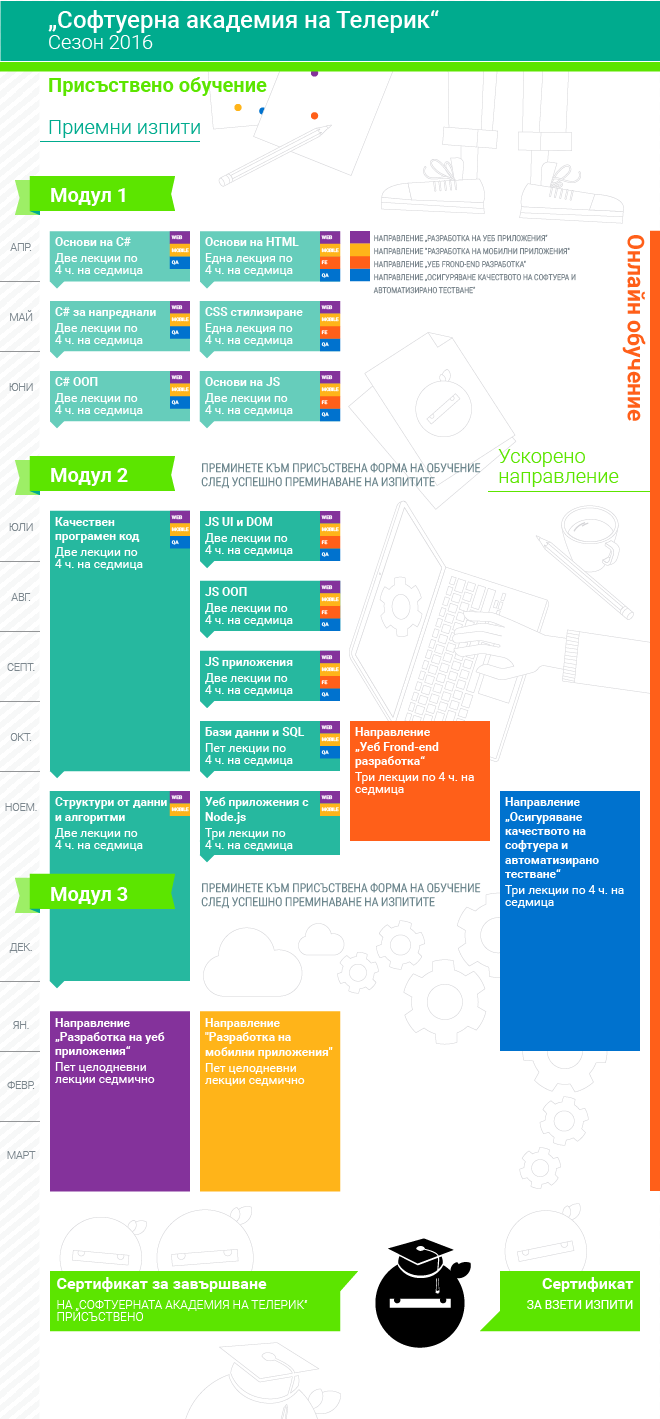 „Софтуерна академия на Телерик“
Сезон 2016
Присъствено обучение
Приемни изпити
Модул 1
АПР.
Основи на C#
Две лекции по
4 ч. на седмица
WEB
MOBILE
QA
Основи на HTML
Една лекция по
4 ч. на седмица
WEB
MOBILE
FE
QA
НАПРАВЛЕНИЕ „РАЗРАБОТКА НА УЕБ ПРИЛОЖЕНИЯ“
НАПРАВЛЕНИЕ "РАЗРАБОТКА НА МОБИЛНИ ПРИЛОЖЕНИЯ"
НАПРАВЛЕНИЕ „УЕБ FROND-END РАЗРАБОТКА“
НАПРАВЛЕНИЕ „ОСИГУРЯВАНЕ КАЧЕСТВОТО НА СОФТУЕРА И
АВТОМАТИЗИРАНО ТЕСТВАНЕ“
Онлайн обучение
МАЙ
C# за напреднали
Две лекции по
4 ч. на седмица
WEB
MOBILE
QA
CSS стилизиране
Една лекция по
4 ч. на седмица
WEB
MOBILE
FE
QA
ЮНИ
C# ООП
Две лекции по
4 ч. на седмица
WEB
MOBILE
QA
Основи на JS
Две лекции по
4 ч. на седмица
WEB
MOBILE
FE
QA
Модул 2
ПРЕМИНЕТЕ КЪМ ПРИСЪСТВЕНА ФОРМА НА ОБУЧЕНИЕ
СЛЕД УСПЕШНО ПРЕМИНАВАНЕ НА ИЗПИТИТЕ
Ускорено
направление
ЮЛИ
Качествен
програмен код
Две лекции по
4 ч. на седмица
WEB
MOBILE
QA
JS UI и DOM
Две лекции по
4 ч. на седмица
WEB
MOBILE
FE
QA
АВГ.
JS ООП
Две лекции по
4 ч. на седмица
WEB
MOBILE
FE
QA
СЕПТ.
JS приложения
Две лекции по
4 ч. на седмица
WEB
MOBILE
FE
QA
ОКТ.
Бази данни и SQL
Пет лекции по
4 ч. на седмица
WEB
MOBILE
QA
Направление
„Уеб Frond-end
разработка“
Три лекции по 4 ч. на
седмица
НОЕМ.
Структури от данни
и алгоритми
Две лекции по
4 ч. на седмица
WEB
MOBILE
Уеб приложения с
Node.js
Три лекции по
4 ч. на седмица
WEB
MOBILE
Направление
„Осигуряване
качеството на
софтуера и
автоматизирано
тестване“
Три лекции по 4 ч. на
седмица
Модул 3
ПРЕМИНЕТЕ КЪМ ПРИСЪСТВЕНА ФОРМА НА ОБУЧЕНИЕ
СЛЕД УСПЕШНО ПРЕМИНАВАНЕ НА ИЗПИТИТЕ
ДЕК.
ЯН.
Направление
„Разработка на уеб
приложения“
Пет целодневни
лекции седмично
Направление
"Разработка на
мобилни приложения"
Пет целодневни
лекции седмично
ФЕВР.
МАРТ
Сертификат за завършване
НА „СОФТУЕРНАТА АКАДЕМИЯ НА ТЕЛЕРИК“
ПРИСЪСТВЕНО
Сертификат
ЗА ВЗЕТИ ИЗПИТИ